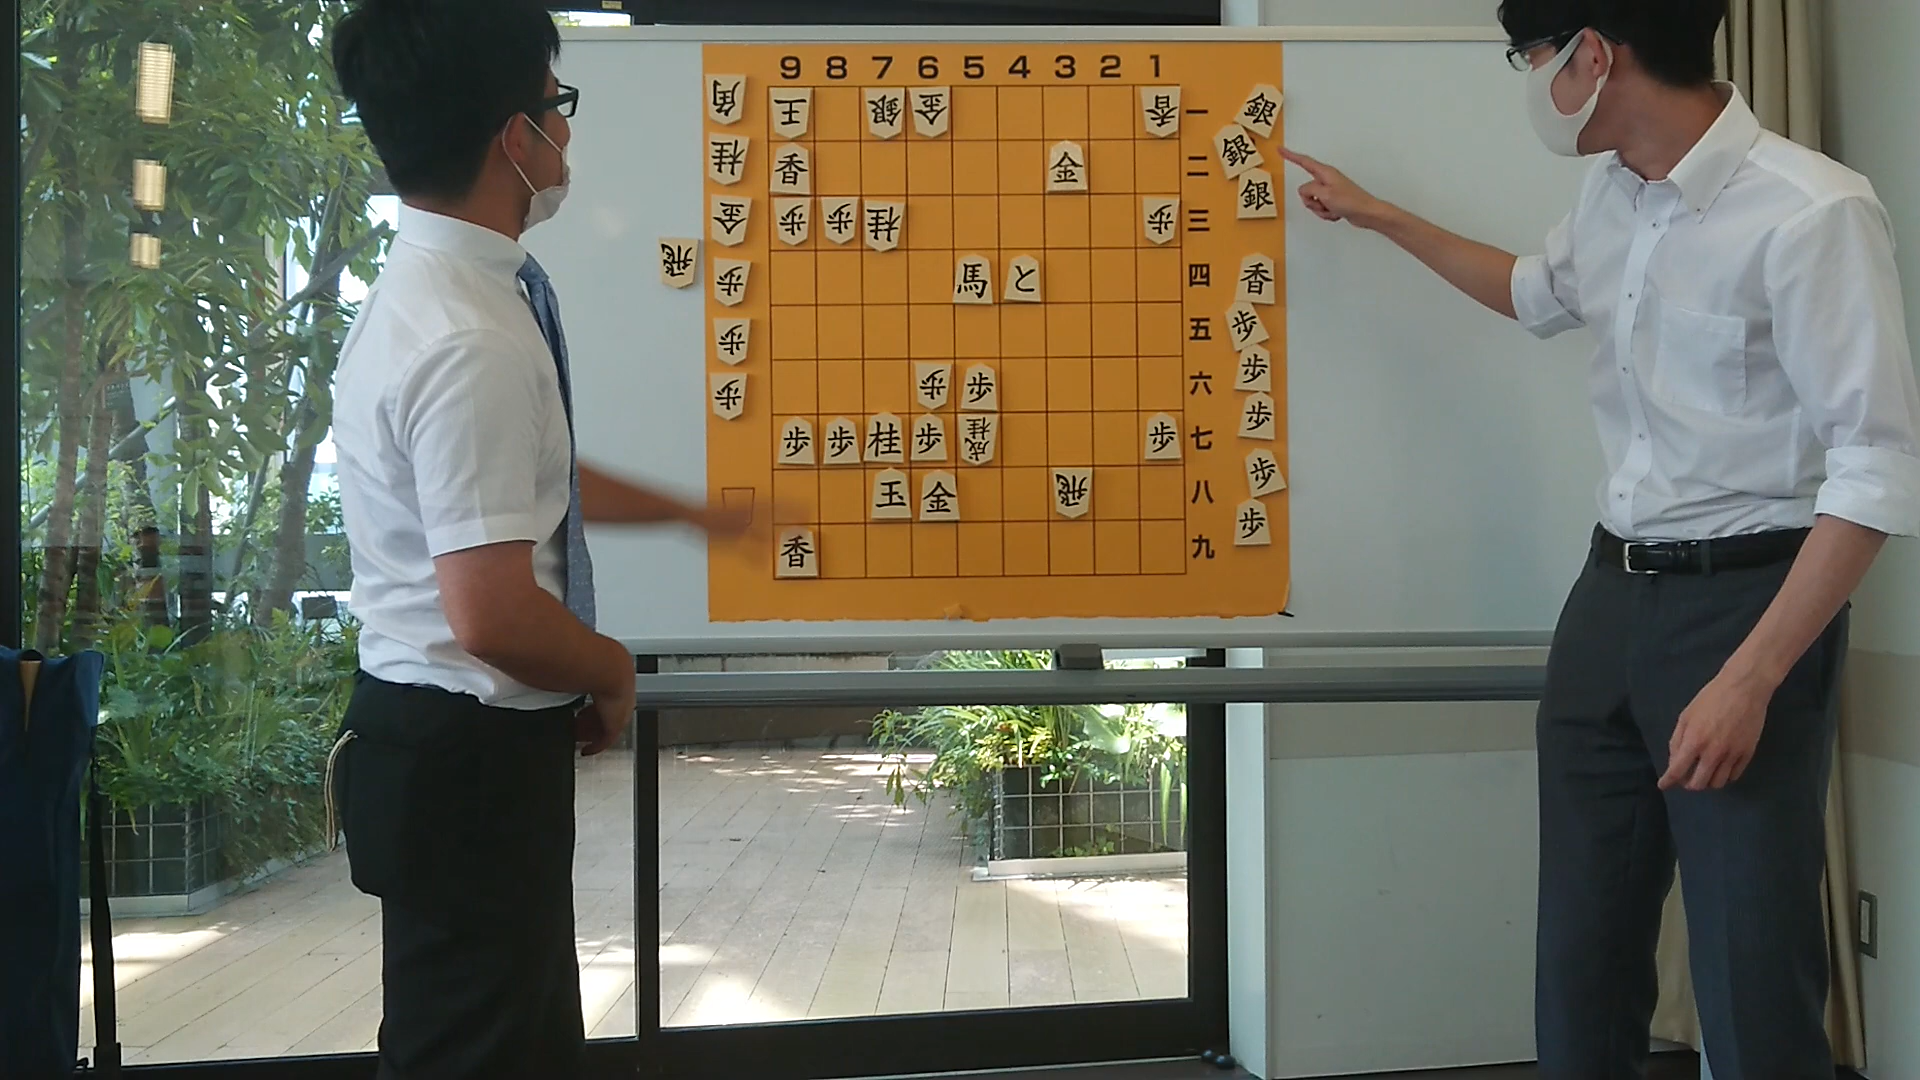 9 8 7 6 5 4 3 2 1
角 王 銀 金 香 一 銀
桂 香 金 二 銀
銀
金 歩 歩 桂 歩 三
飛 歩 馬 と 四 香
歩 五 歩
歩 歩 歩 六 歩
歩 歩 桂 歩 成桂 歩 七 歩
玉 金 飛 八 歩
香 九 歩